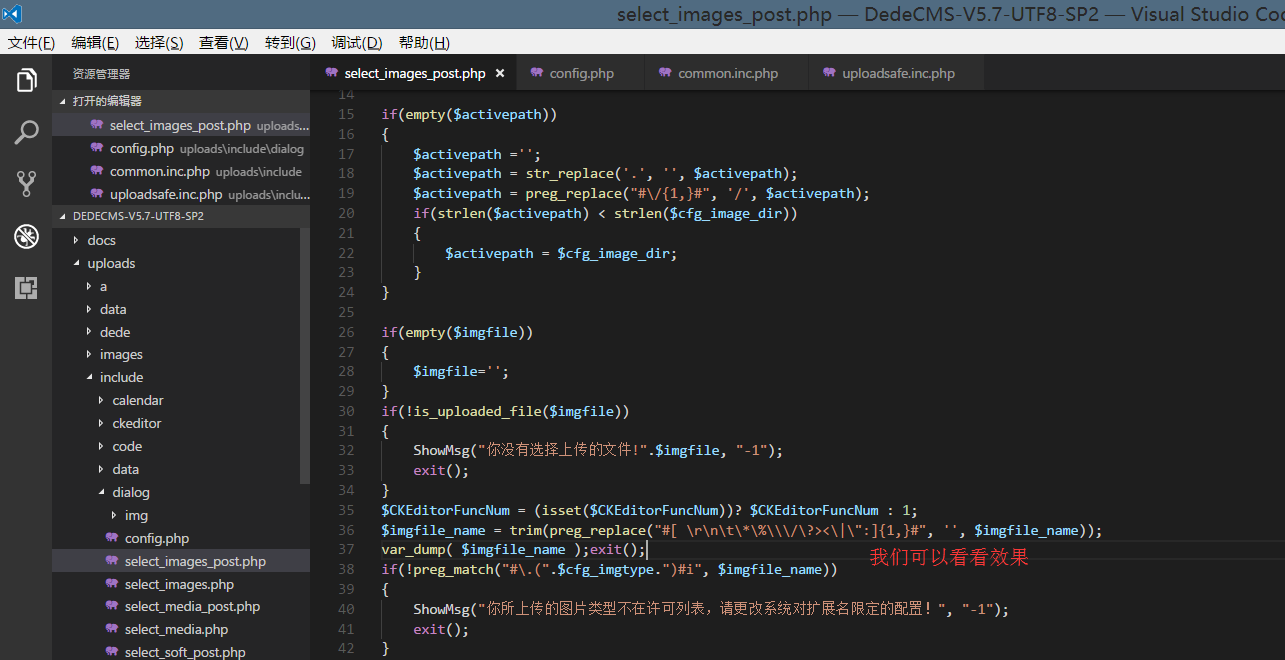 select_images_post.php — DedeCMS-V5.7-UTF8-SP2 — Visual Studio Co
文件(F) 编辑(E) 选择(S) 查看(V) 转到(G) 调试(D) 帮助(H)
资源管理器
打开的编辑器
select_images_post.php uploads...
config.php uploads\include\dialog
common.inc.php uploads\include
uploadsafe.inc.php uploads\inclu...
DEDECMS-V5.7-UTF8-SP2
docs
uploads
a
data
dede
images
include
calendar
ckeditor
code
data
dialog
img
config.php
select_images_post.php
select_images.php
select_media_post.php
select_media.php
select_soft_post.php
select_images_post.php × config.php common.inc.php uploadsafe.inc.php
14
15 if(empty($activepath))
16 {
17 $activepath ='';
18 $activepath = str_replace('.', '', $activepath);
19 $activepath = preg_replace("#\/{1,}#", '/', $activepath);
20 if(strlen($activepath) < strlen($cfg_image_dir))
21 {
22 $activepath = $cfg_image_dir;
23 }
24 }
25
26 if(empty($imgfile))
27 {
28 $imgfile='';
29 }
30 if(!is_uploaded_file($imgfile))
31 {
32 ShowMsg("你没有选择上传的文件!".$imgfile, "-1");
33 exit();
34 }
35 $CKEditorFuncNum = (isset($CKEditorFuncNum))? $CKEditorFuncNum : 1;
36 $imgfile_name = trim(preg_replace("#[ \r\n\t\*\%\\\/\?><\|\":]{1,}#", '', $imgfile_name));
37 var_dump( $imgfile_name );exit();
我们可以看看效果
38 if(!preg_match("#\.(".$cfg_imgtype.")#i", $imgfile_name))
39 {
40 ShowMsg("你所上传的图片类型不在许可列表，请更改系统对扩展名限定的配置！", "-1");
41 exit();
42 }